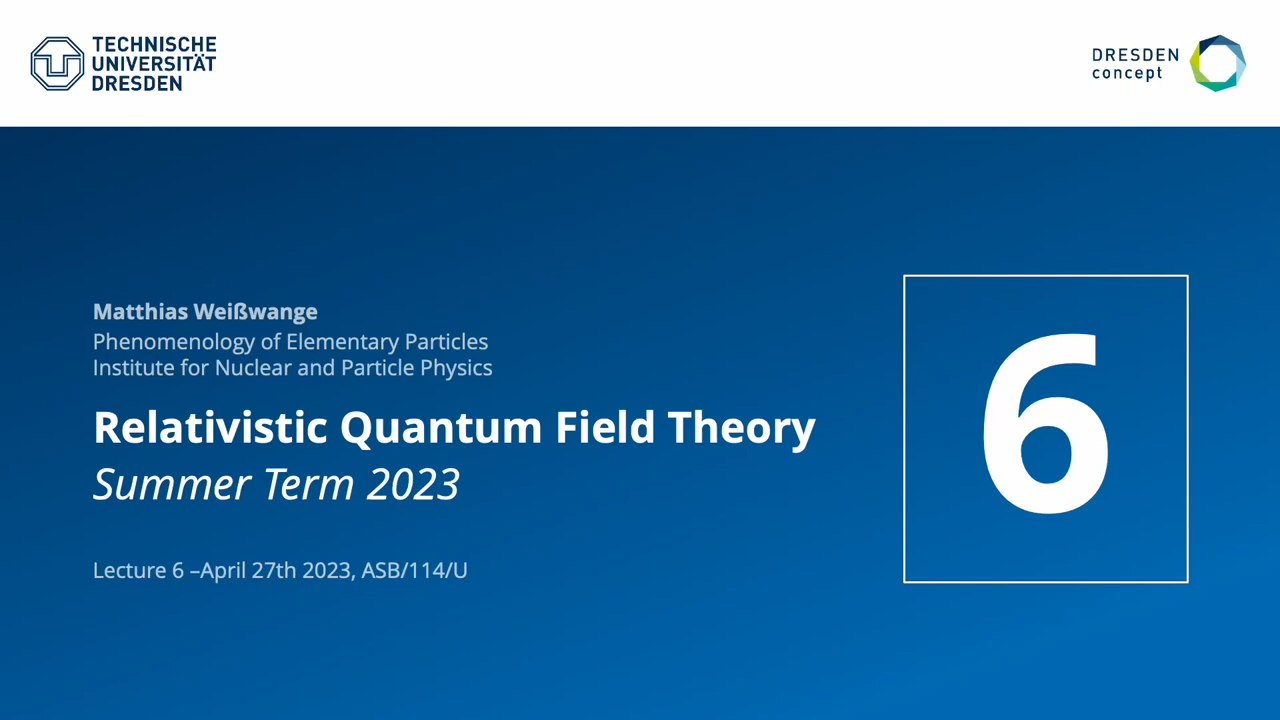 TECHNISCHE
UNIVERSITÄT
DRESDEN
DRESDEN
concept
Matthias Weißwange
Phenomenology of Elementary Particles
Institute for Nuclear and Particle Physics
Relativistic Quantum Field Theory
Summer Term 2023
Lecture 6 –April 27th 2023, ASB/114/U
6